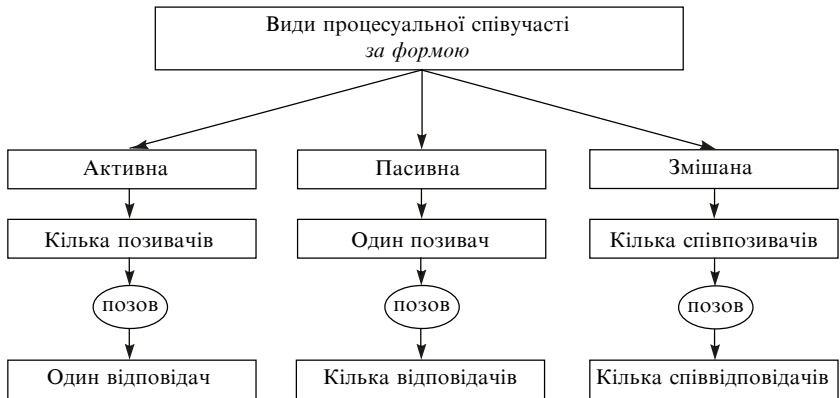 Види процесуальної співучасті
за формою
Активна
Пасивна
Змішана
Кілька позивачів
Один позивач
Кілька співпозивачів
позов
позов
позов
Один відповідач
Кілька відповідачів
Кілька співвідповідачів